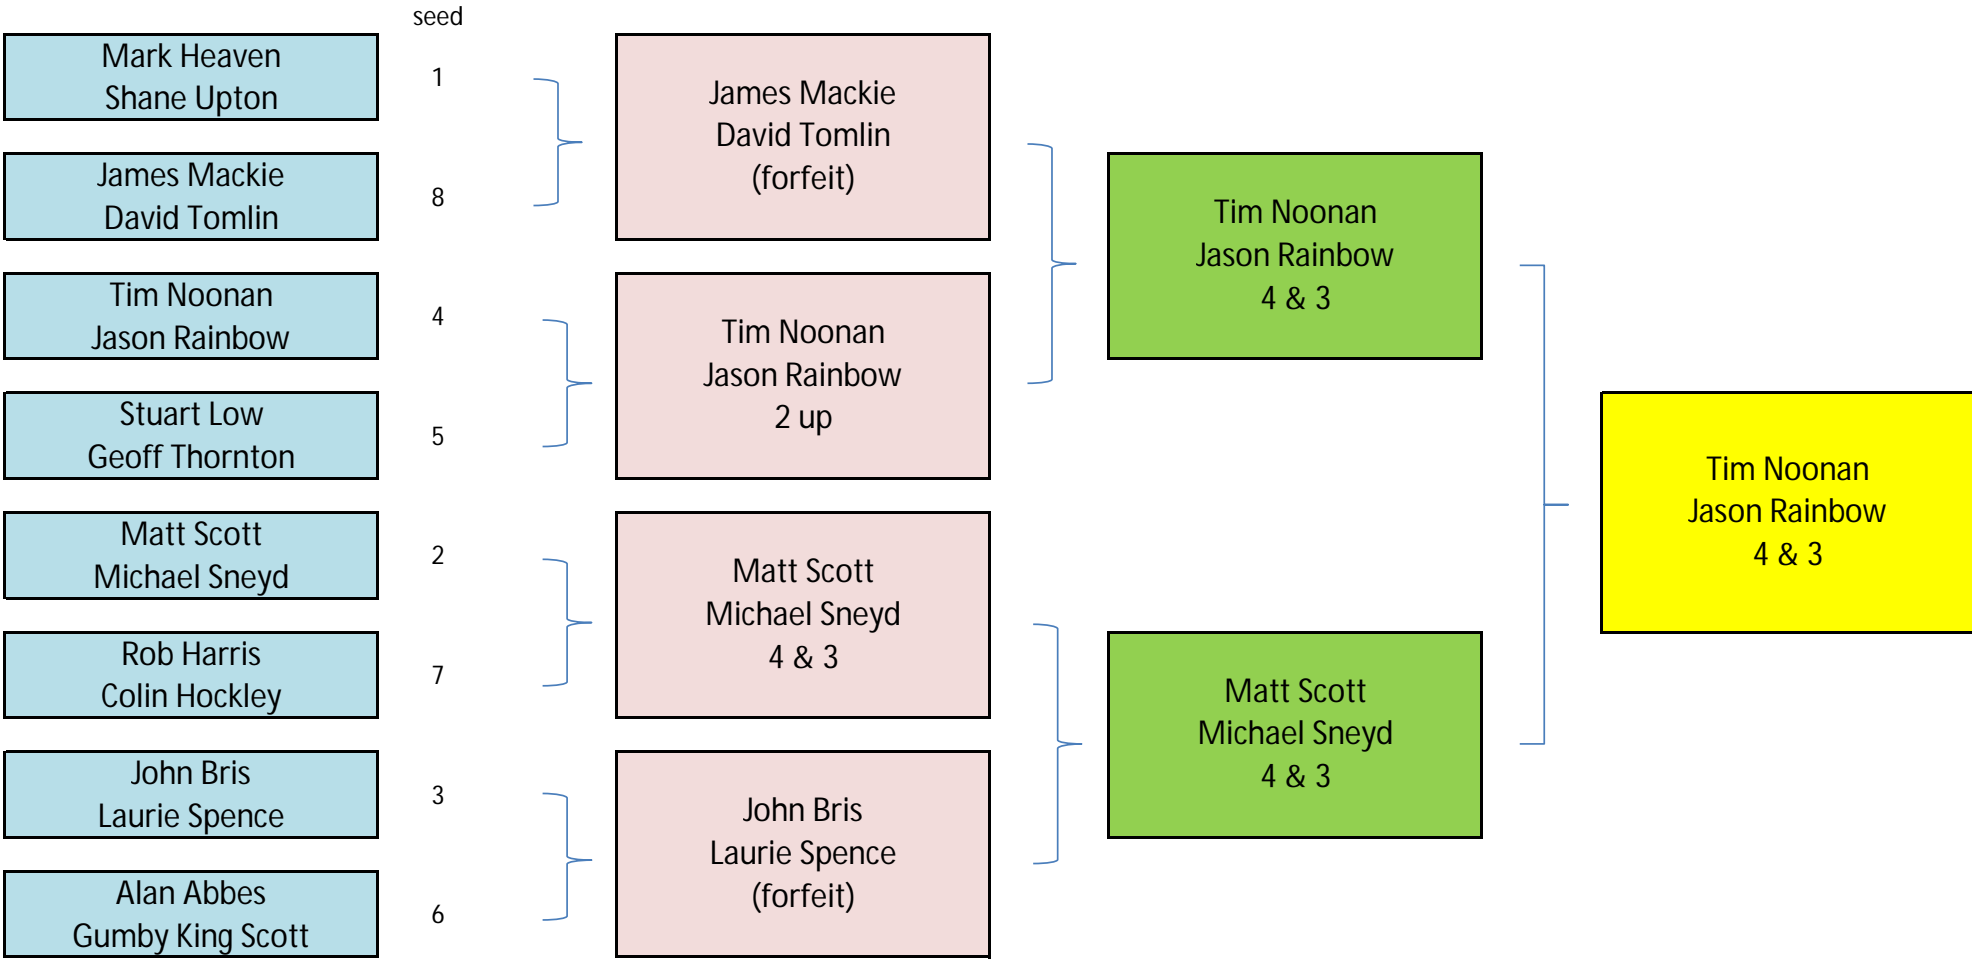 seed
Mark Heaven
Shane Upton
1
James Mackie
David Tomlin
8
Tim Noonan
Jason Rainbow
4
Stuart Low
Geoff Thornton
5
Matt Scott
Michael Sneyd
2
Rob Harris
Colin Hockley
7
John Bris
Laurie Spence
3
Alan Abbes
Gumby King Scott
6
James Mackie
David Tomlin
(forfeit)
Tim Noonan
Jason Rainbow
2 up
Matt Scott
Michael Sneyd
4 & 3
John Bris
Laurie Spence
(forfeit)
Tim Noonan
Jason Rainbow
4 & 3
Matt Scott
Michael Sneyd
4 & 3
Tim Noonan
Jason Rainbow
4 & 3